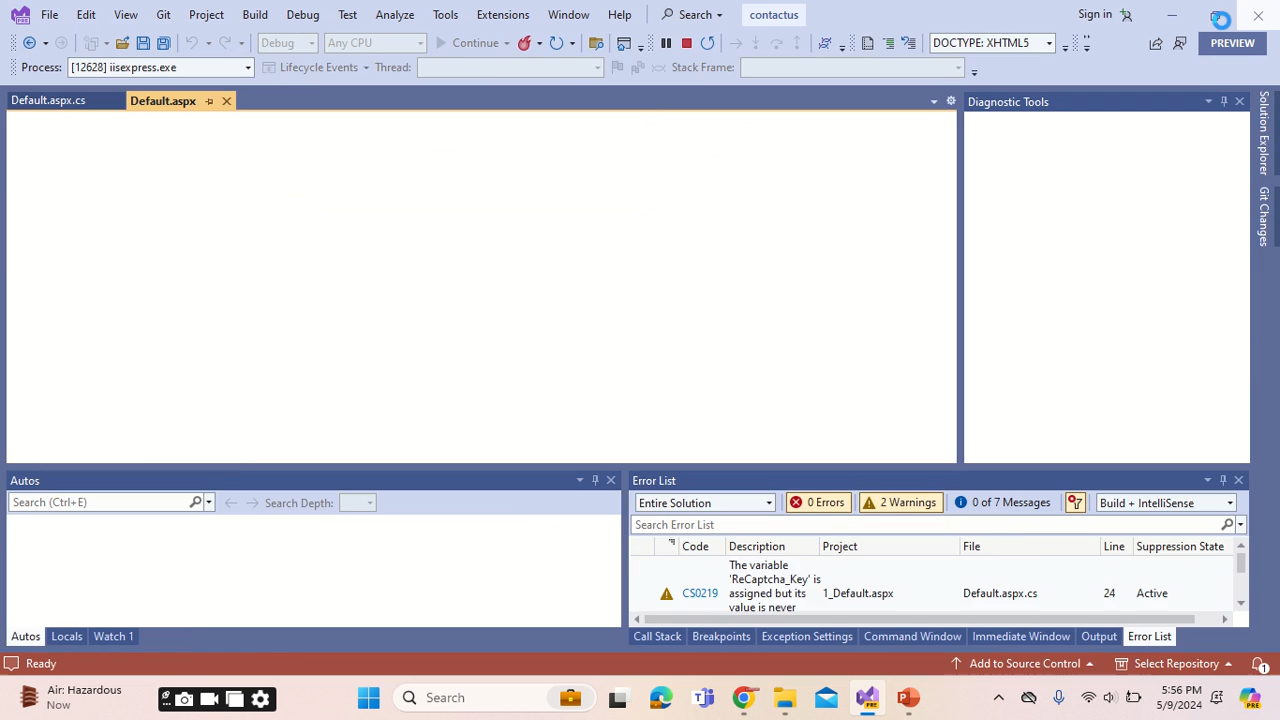 File Edit View Git Project Build Debug Test Analyze Tools Extensions Window Help Search contactus Sign in
Debug Any CPU Continue DOCTYPE: XHTML5 PREVIEW
Process: [12628] iisexpress.exe Lifecycle Events Thread: Stack Frame:
Default.aspx.cs Default.aspx Diagnostic Tools
Solution Explorer
Git Changes
Autos Error List
Search (Ctrl+E) Search Depth: Entire Solution 0 Errors 2 Warnings 0 of 7 Messages Build + IntelliSense
Search Error List
Code Description Project File Line Suppression State
The variable
'ReCaptcha_Key' is
CS0219 assigned but its 1_Default.aspx Default.aspx.cs 24 Active
value is never
Autos Locals Watch 1 Call Stack Breakpoints Exception Settings Command Window Immediate Window Output Error List
Ready Add to Source Control Select Repository 1
Air: Hazardous
Now
Search
PRE
5:56 PM
5/9/2024
PRE